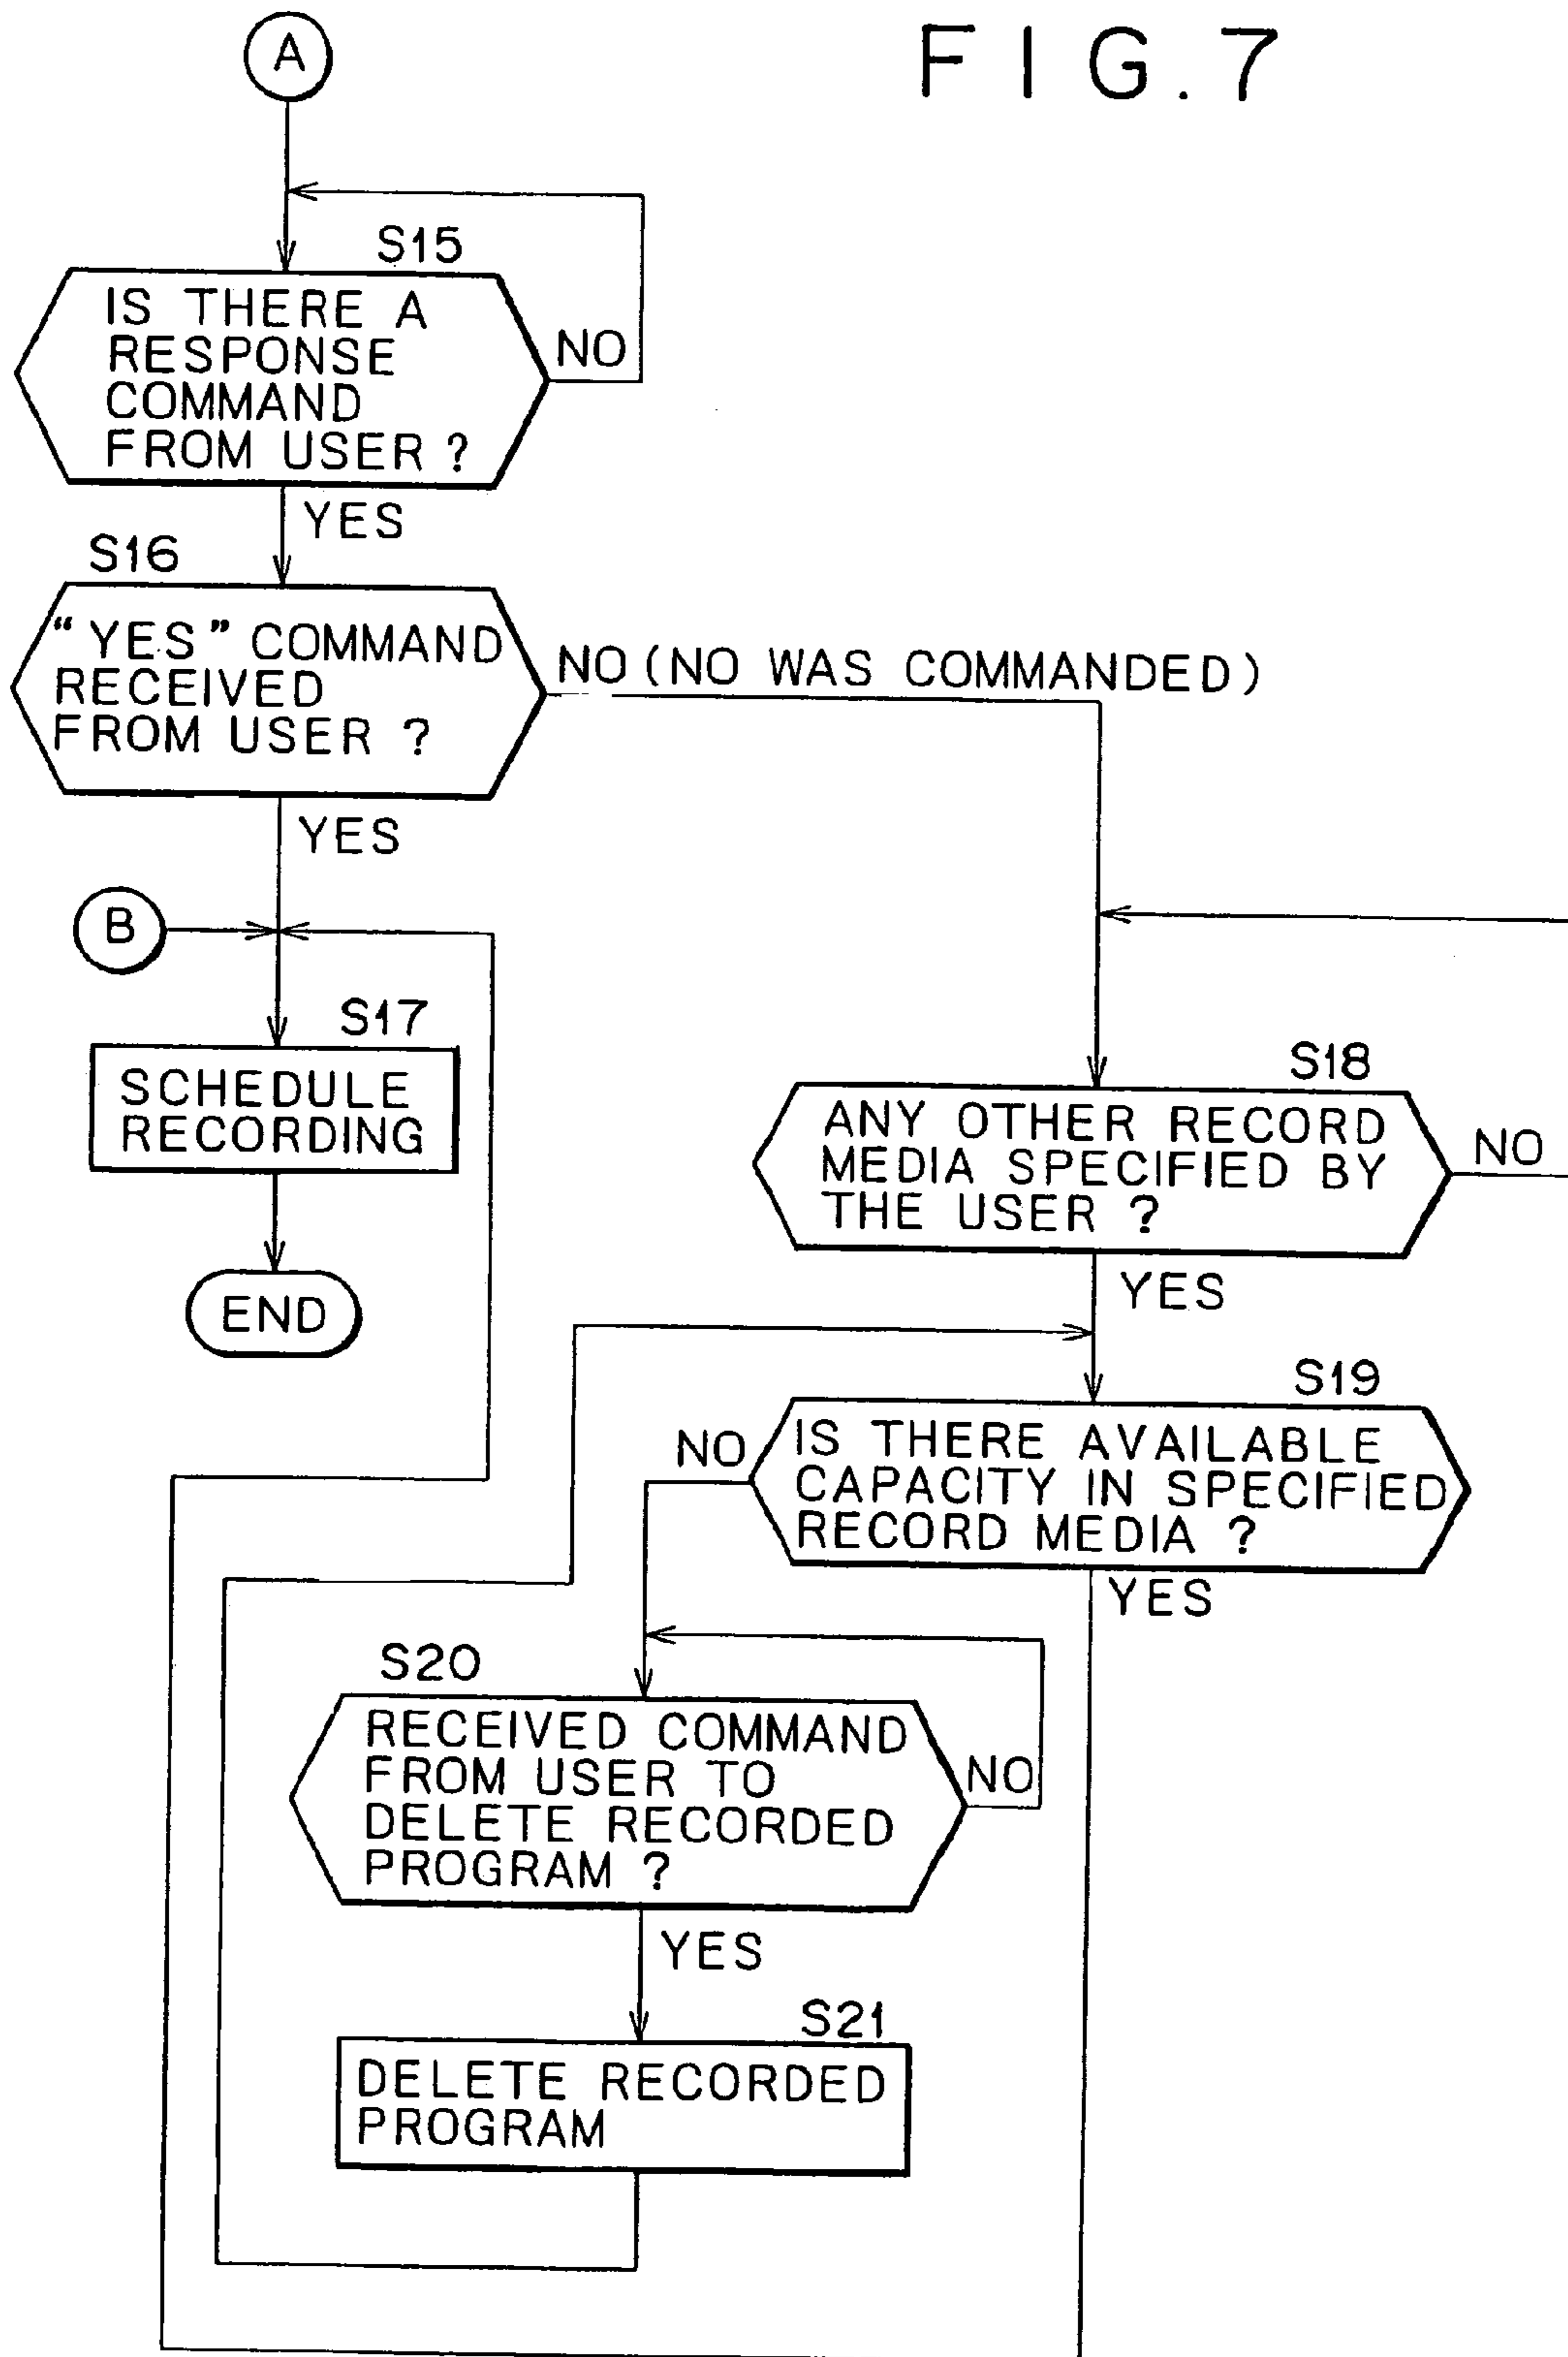 FIG.7
A
S15
IS THERE A
RESPONSE
COMMAND
FROM USER ?
NO
YES
S16
“YES” COMMAND
RECEIVED
FROM USER ?
NO (NO WAS COMMANDED)
YES
B
S17
SCHEDULE
RECORDING
END
S18
ANY OTHER RECORD
MEDIA SPECIFIED BY
THE USER ?
NO
YES
S19
IS THERE AVAILABLE
CAPACITY IN SPECIFIED
RECORD MEDIA ?
NO
YES
S20
RECEIVED COMMAND
FROM USER TO
DELETE RECORDED
PROGRAM ?
NO
YES
S21
DELETE RECORDED
PROGRAM